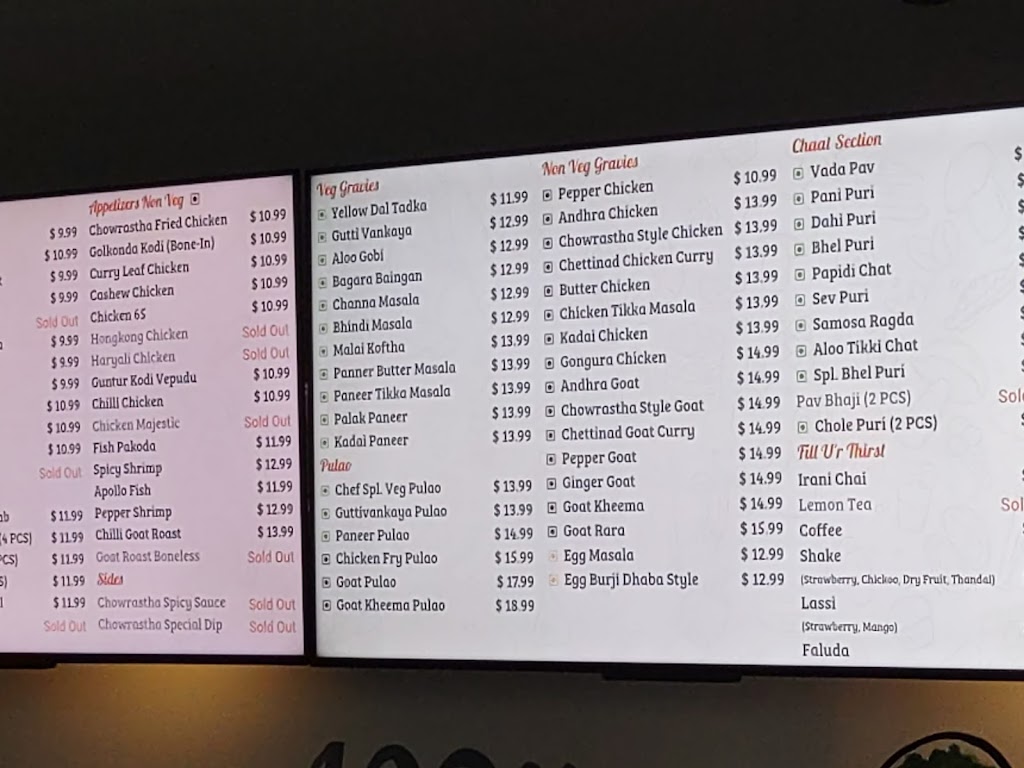 $ 9.99
$ 10.99
$ 9.99
$ 9.99
Sold Out
$ 9.99
$ 9.99
$ 9.99
$ 10.99
$ 10.99
$ 10.99
Sold Out
$ 11.99
(4 PCS) $ 11.99
$ 11.99
$ 11.99
$ 11.99
Sold Out
Appetizers Non Veg
Chowrastha Fried Chicken $ 10.99
Golkonda Kodi (Bone-In) $ 10.99
Curry Leaf Chicken $ 10.99
Cashew Chicken $ 10.99
Chicken 65 $ 10.99
Hongkong Chicken Sold Out
Haryali Chicken Sold Out
Guntur Kodi Vepudu $ 10.99
Chilli Chicken $ 10.99
Chicken Majestic Sold Out
Fish Pakoda $ 11.99
Spicy Shrimp $ 12.99
Apollo Fish $ 11.99
Pepper Shrimp $ 12.99
Chilli Goat Roast $ 13.99
Goat Roast Boneless Sold Out
Sides
Chowrastha Spicy Sauce Sold Out
Chowrastha Special Dip Sold Out
Veg Gravies
Yellow Dal Tadka $ 11.99
Gutti Vankaya $ 12.99
Aloo Gobi $ 12.99
Bagara Baingan $ 12.99
Channa Masala $ 12.99
Bhindi Masala $ 12.99
Malai Koftha $ 13.99
Panner Butter Masala $ 13.99
Paneer Tikka Masala $ 13.99
Palak Paneer $ 13.99
Kadai Paneer $ 13.99
Pulao
Chef Spl. Veg Pulao $ 13.99
Guttivankaya Pulao $ 13.99
Paneer Pulao $ 14.99
Chicken Fry Pulao $ 15.99
Goat Pulao $ 17.99
Goat Kheema Pulao $ 18.99
Non Veg Gravies
Pepper Chicken $ 10.99
Andhra Chicken $ 13.99
Chowrastha Style Chicken $ 13.99
Chettinad Chicken Curry $ 13.99
Butter Chicken $ 13.99
Chicken Tikka Masala $ 13.99
Kadai Chicken $ 13.99
Gongura Chicken $ 14.99
Andhra Goat $ 14.99
Chowrastha Style Goat $ 14.99
Chettinad Goat Curry $ 14.99
Pepper Goat $ 14.99
Ginger Goat $ 14.99
Goat Kheema $ 14.99
Goat Rara $ 15.99
Egg Masala $ 12.99
Egg Burji Dhaba Style $ 12.99
Chaat Section
Vada Pav $
Pani Puri $
Dahi Puri $
Bhel Puri $
Papidi Chat $
Sev Puri $
Samosa Ragda $
Aloo Tikki Chat $
Spl. Bhel Puri $
Pav Bhaji (2 PCS)
Chole Puri (2 PCS) $
Fill U'r Thirst
Irani Chai $
Lemon Tea
Coffee
Shake
(Strawberry, Chickoo, Dry Fruit, Thandai)
Lassi
(Strawberry, Mango)
Faluda